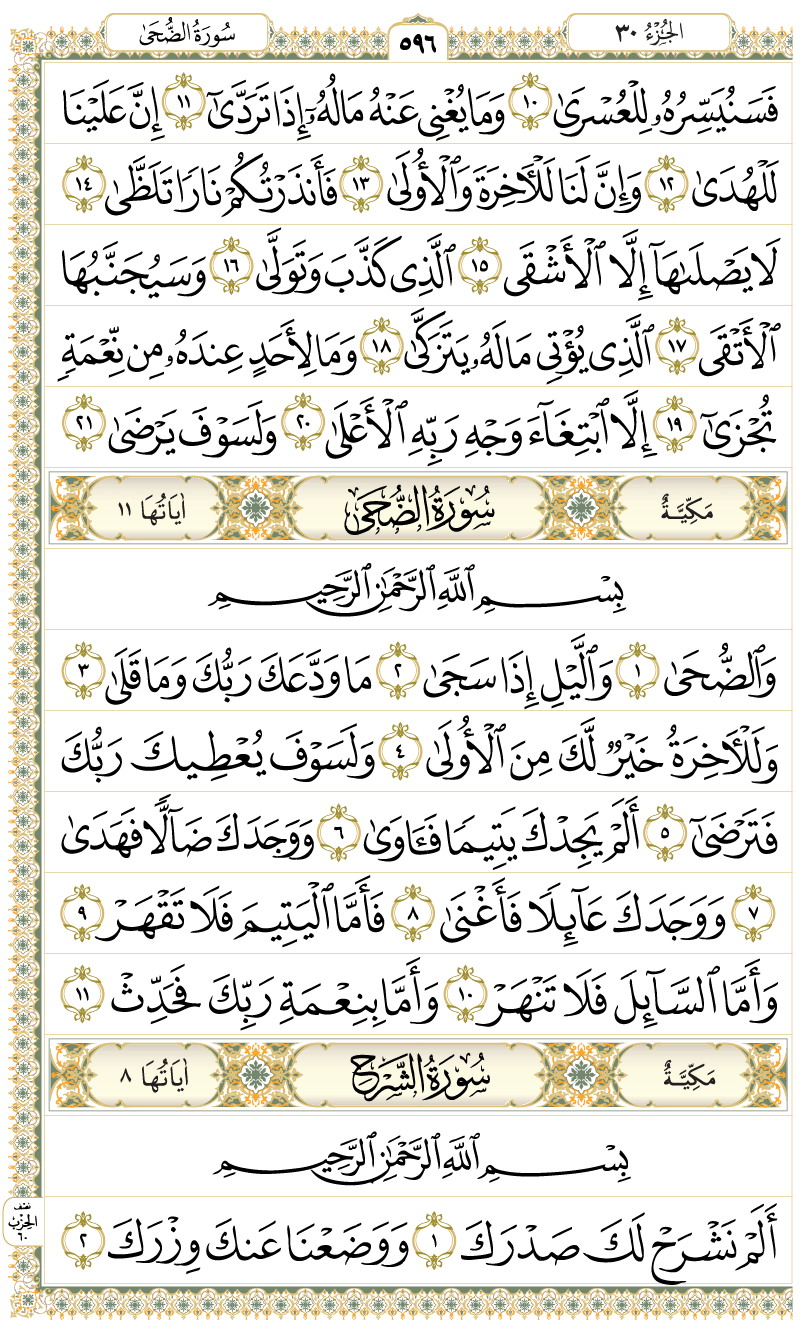 الجُزْءُ ٣٠
٥٩٦
سُورَةُ الضُّحَىٰ
فَسَنُيَسِّرُهُۥ لِلْعُسْرَىٰ ١٠ وَمَا يُغْنِى عَنْهُ مَالُهُۥٓ إِذَا تَرَدَّىٰٓ ١١ إِنَّ عَلَيْنَا
لَلْهُدَىٰ ١٢ وَإِنَّ لَنَا لَلْـَٔاخِرَةَ وَٱلْأُولَىٰ ١٣ فَأَنذَرْتُكُمْ نَارًا تَلَظَّىٰ ١٤
لَا يَصْلَىٰهَآ إِلَّا ٱلْأَشْقَى ١٥ ٱلَّذِى كَذَّبَ وَتَوَلَّىٰ ١٦ وَسَيُجَنَّبُهَا
ٱلْأَتْقَى ١٧ ٱلَّذِى يُؤْتِى مَالَهُۥ يَتَزَكَّىٰ ١٨ وَمَا لِأَحَدٍ عِندَهُۥ مِن نِّعْمَةٍ
تُجْزَىٰٓ ١٩ إِلَّا ٱبْتِغَآءَ وَجْهِ رَبِّهِ ٱلْأَعْلَىٰ ٢٠ وَلَسَوْفَ يَرْضَىٰ ٢١
مَكِّيَّةٌ سُورَةُ الضُّحَىٰ اٰيَاتُهَا ١١
بِسْمِ ٱللَّهِ ٱلرَّحْمَٰنِ ٱلرَّحِيمِ
وَٱلضُّحَىٰ ١ وَٱلَّيْلِ إِذَا سَجَىٰ ٢ مَا وَدَّعَكَ رَبُّكَ وَمَا قَلَىٰ ٣
وَلَلْـَٔاخِرَةُ خَيْرٌ لَّكَ مِنَ ٱلْأُولَىٰ ٤ وَلَسَوْفَ يُعْطِيكَ رَبُّكَ
فَتَرْضَىٰٓ ٥ أَلَمْ يَجِدْكَ يَتِيمًا فَـَٔاوَىٰ ٦ وَوَجَدَكَ ضَآلًّا فَهَدَىٰ
٧ وَوَجَدَكَ عَآئِلًا فَأَغْنَىٰ ٨ فَأَمَّا ٱلْيَتِيمَ فَلَا تَقْهَرْ ٩
وَأَمَّا ٱلسَّآئِلَ فَلَا تَنْهَرْ ١٠ وَأَمَّا بِنِعْمَةِ رَبِّكَ فَحَدِّثْ ١١
مَكِّيَّةٌ سُورَةُ الشَّرْحِ اٰيَاتُهَا ٨
بِسْمِ ٱللَّهِ ٱلرَّحْمَٰنِ ٱلرَّحِيمِ
أَلَمْ نَشْرَحْ لَكَ صَدْرَكَ ١ وَوَضَعْنَا عَنكَ وِزْرَكَ ٢
نصف
الحزب
٦٠